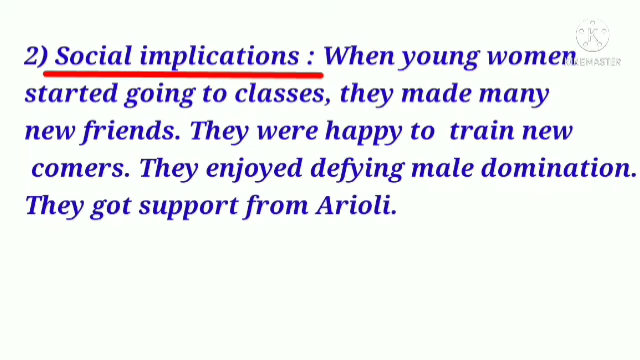 2) Social implications : When young women
started going to classes, they made many
new friends. They were happy to train new
comers. They enjoyed defying male domination.
They got support from Arioli.